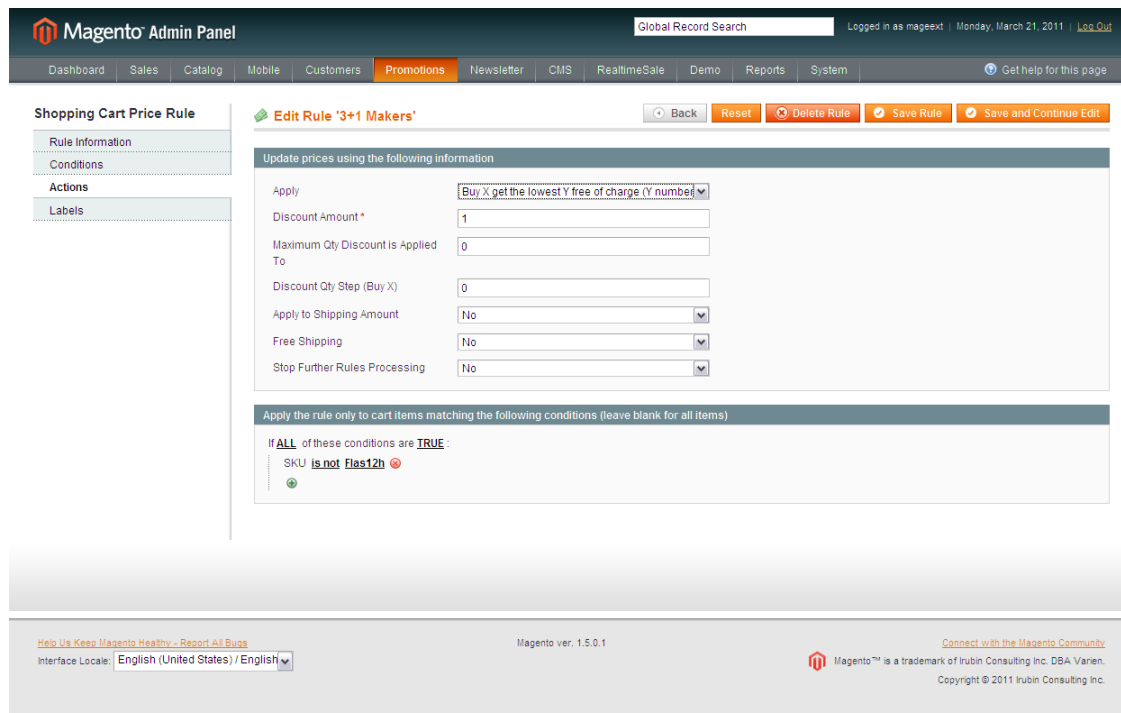 Magento™ Admin Panel
Global Record Search
Logged in as mageext | Monday, March 21, 2011 | Log Out
Dashboard Sales Catalog Mobile Customers Promotions Newsletter CMS RealtimeSale Demo Reports System Get help for this page
Shopping Cart Price Rule
Rule Information
Conditions
Actions
Labels
Edit Rule '3+1 Makers'
Back Reset Delete Rule Save Rule Save and Continue Edit
Update prices using the following information
Apply Buy X get the lowest Y free of charge (Y number
Discount Amount * 1
Maximum Qty Discount is Applied
To
0
Discount Qty Step (Buy X) 0
Apply to Shipping Amount No
Free Shipping No
Stop Further Rules Processing No
Apply the rule only to cart items matching the following conditions (leave blank for all items)
If ALL of these conditions are TRUE :
SKU is not Flas12h
Help Us Keep Magento Healthy - Report All Bugs
Interface Locale: English (United States) / English
Magento ver. 1.5.0.1
Connect with the Magento Community
Magento™ is a trademark of Irubin Consulting Inc. DBA Varien.
Copyright © 2011 Irubin Consulting Inc.